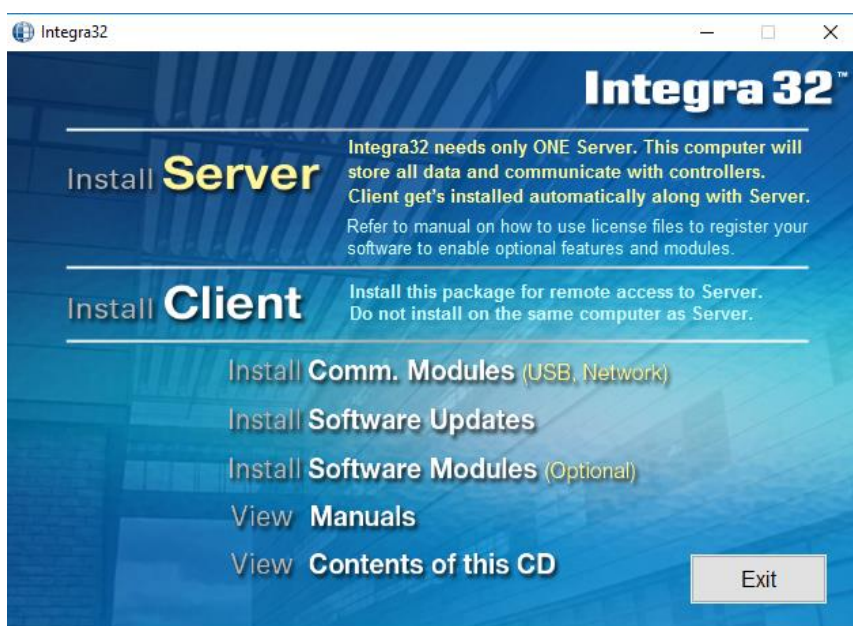 Integra32
Integra 32™
Install Server
Integra32 needs only ONE Server. This computer will
store all data and communicate with controllers.
Client get's installed automatically along with Server.
Refer to manual on how to use license files to register your
software to enable optional features and modules.
Install Client
Install this package for remote access to Server.
Do not install on the same computer as Server.
Install Comm. Modules (USB, Network)
Install Software Updates
Install Software Modules (Optional)
View Manuals
View Contents of this CD
Exit